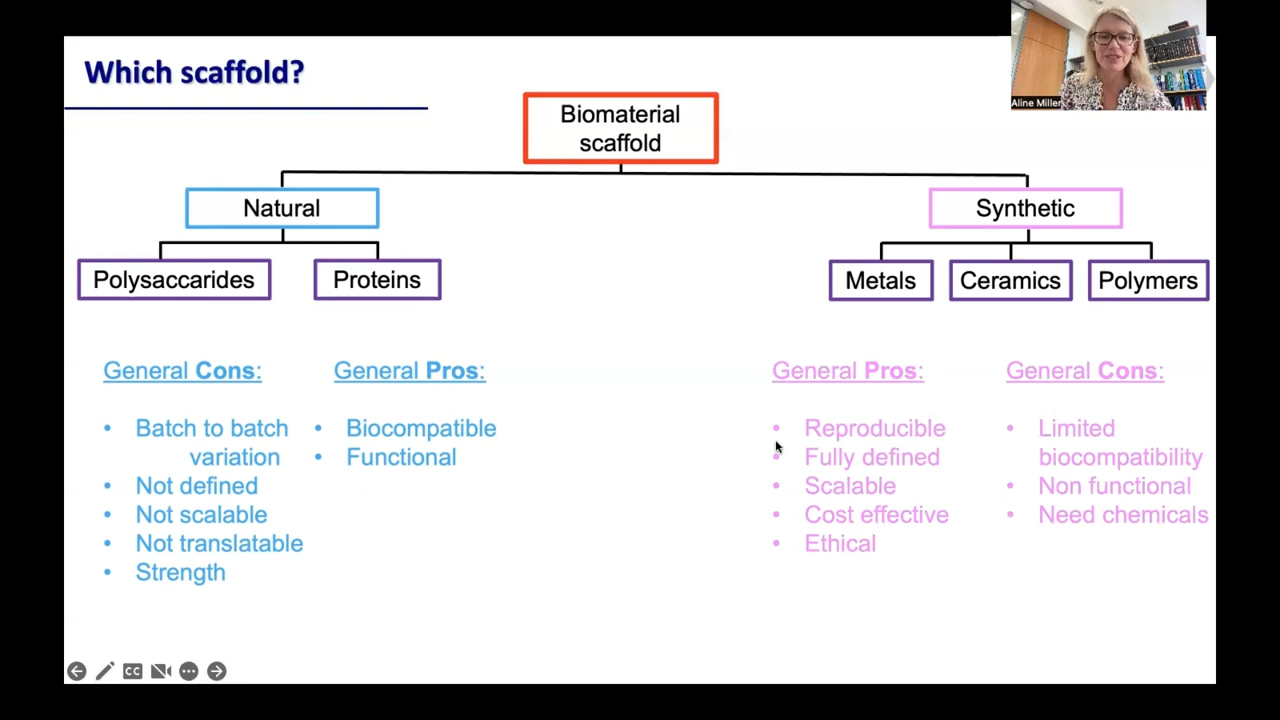 Which scaffold?
Aline Miller
Biomaterial
scaffold
Natural
Synthetic
Polysaccarides
Proteins
Metals
Ceramics
Polymers
General Cons:
• Batch to batch
variation
• Not defined
• Not scalable
• Not translatable
• Strength
General Pros:
• Biocompatible
• Functional
General Pros:
• Reproducible
• Fully defined
• Scalable
• Cost effective
• Ethical
General Cons:
• Limited
biocompatibility
• Non functional
• Need chemicals
CC